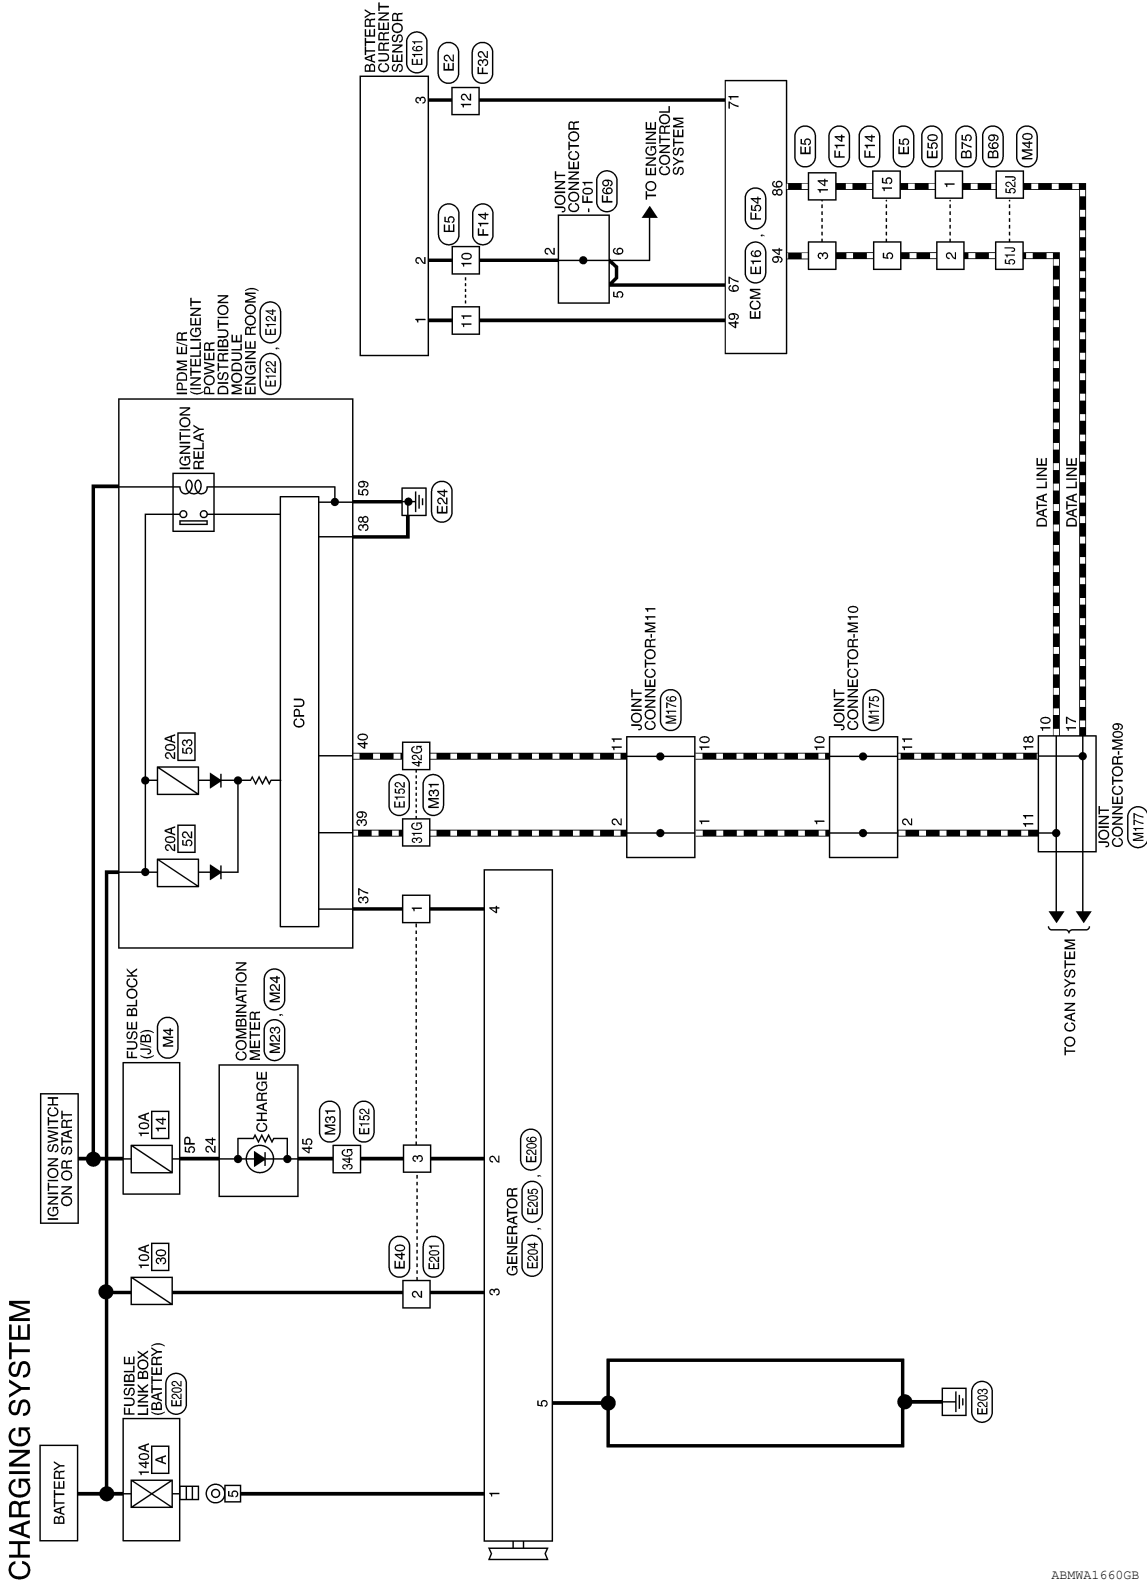 CHARGING SYSTEM
BATTERY
IGNITION SWITCH
ON OR START
FUSIBLE
LINK BOX
(BATTERY)
E202
140A
A
5
10A
30
FUSE BLOCK
(J/B)
M4
10A
14
5P
24
COMBINATION
METER
M23 , M24
CHARGE
45
34G
M31
E152
E40
E201
2
3
1
GENERATOR
E204 , E205 , E206
1
3
2
4
5
E203
IPDM E/R
(INTELLIGENT
POWER
DISTRIBUTION
MODULE
ENGINE ROOM)
E122 , E124
20A
52
20A
53
IGNITION
RELAY
CPU
37
39
40
38
59
E24
31G
42G
E152
M31
JOINT
CONNECTOR-M11
M176
2
11
1
10
JOINT
CONNECTOR-M10
M175
1
10
2
11
11
18
10
17
JOINT
CONNECTOR-M09
M177
TO CAN SYSTEM
DATA LINE
DATA LINE
BATTERY
CURRENT
SENSOR
E161
1
2
3
11
10
E5
F14
12
E2
F32
JOINT
CONNECTOR
- F01
F69
2
5
6
TO ENGINE
CONTROL
SYSTEM
49
67
71
ECM
E16 , F54
94
86
3
14
E5
F14
5
15
F14
E5
2
1
E50
B75
51J
52J
B69
M40
ABMWA1660GB